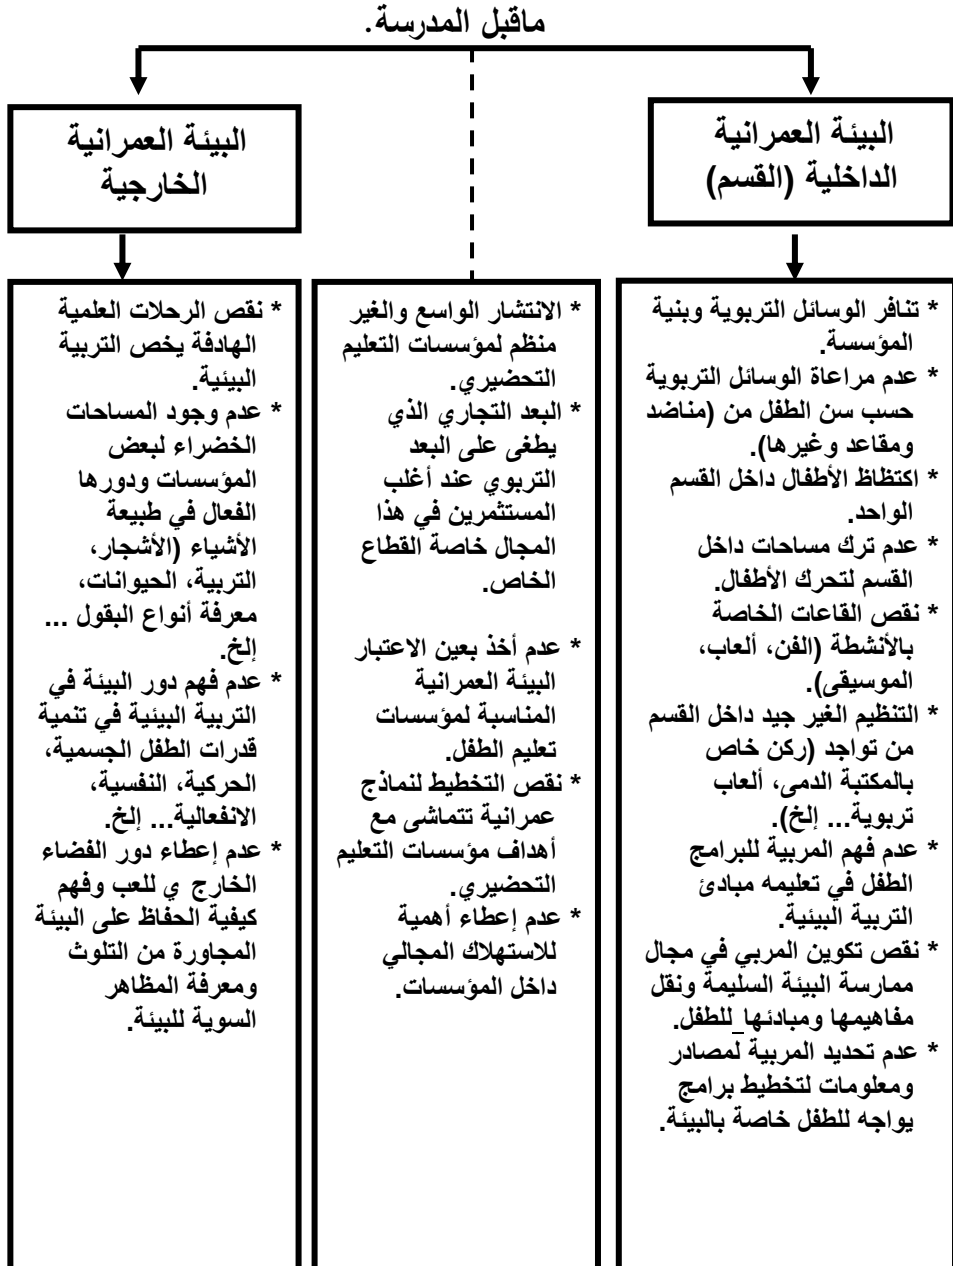 ماقبل المدرسة.
البيئة العمرانية
الداخلية (القسم)
البيئة العمرانية
الخارجية
* تنافر الوسائل التربوية وبنية
المؤسسة.
* عدم مراعاة الوسائل التربوية
حسب سن الطفل من (مناضد
ومقاعد وغيرها).
* اكتظاظ الأطفال داخل القسم
الواحد.
* عدم ترك مساحات داخل
القسم لتحرك الأطفال.
* نقص القاعات الخاصة
بالأنشطة (الفن، ألعاب،
الموسيقى).
* التنظيم الغير جيد داخل القسم
من تواجد (ركن خاص
بالمكتبة الدمى، ألعاب
تربوية... إلخ).
* عدم فهم المربية للبرامج
الطفل في تعليمه مبادئ
التربية البيئية.
* نقص تكوين المربي في مجال
ممارسة البيئة السليمة ونقل
مفاهيمها ومبادئها للطفل.
* عدم تحديد المربية لمصادر
ومعلومات لتخطيط برامج
يواجه للطفل خاصة بالبيئة.
* الانتشار الواسع والغير
منظم لمؤسسات التعليم
التحضيري.
* البعد التجاري الذي
يطغى على البعد
التربوي عند أغلب
المستثمرين في هذا
المجال خاصة القطاع
الخاص.
* عدم أخذ بعين الاعتبار
البيئة العمرانية
المناسبة لمؤسسات
تعليم الطفل.
* نقص التخطيط لنماذج
عمرانية تتماشى مع
أهداف مؤسسات التعليم
التحضيري.
* عدم إعطاء أهمية
للاستهلاك المجالي
داخل المؤسسات.
* نقص الرحلات العلمية
الهادفة يخص التربية
البيئية.
* عدم وجود المساحات
الخضراء لبعض
المؤسسات ودورها
الفعال في طبيعة
الأشياء (الأشجار،
التربية، الحيوانات،
معرفة أنواع البقول ...
إلخ.
* عدم فهم دور البيئة في
التربية البيئية في تنمية
قدرات الطفل الجسمية،
الحركية، النفسية،
الانفعالية... إلخ.
* عدم إعطاء دور الفضاء
الخارج ي للعب وفهم
كيفية الحفاظ على البيئة
المجاورة من التلوث
ومعرفة المظاهر
السوية للبيئة.